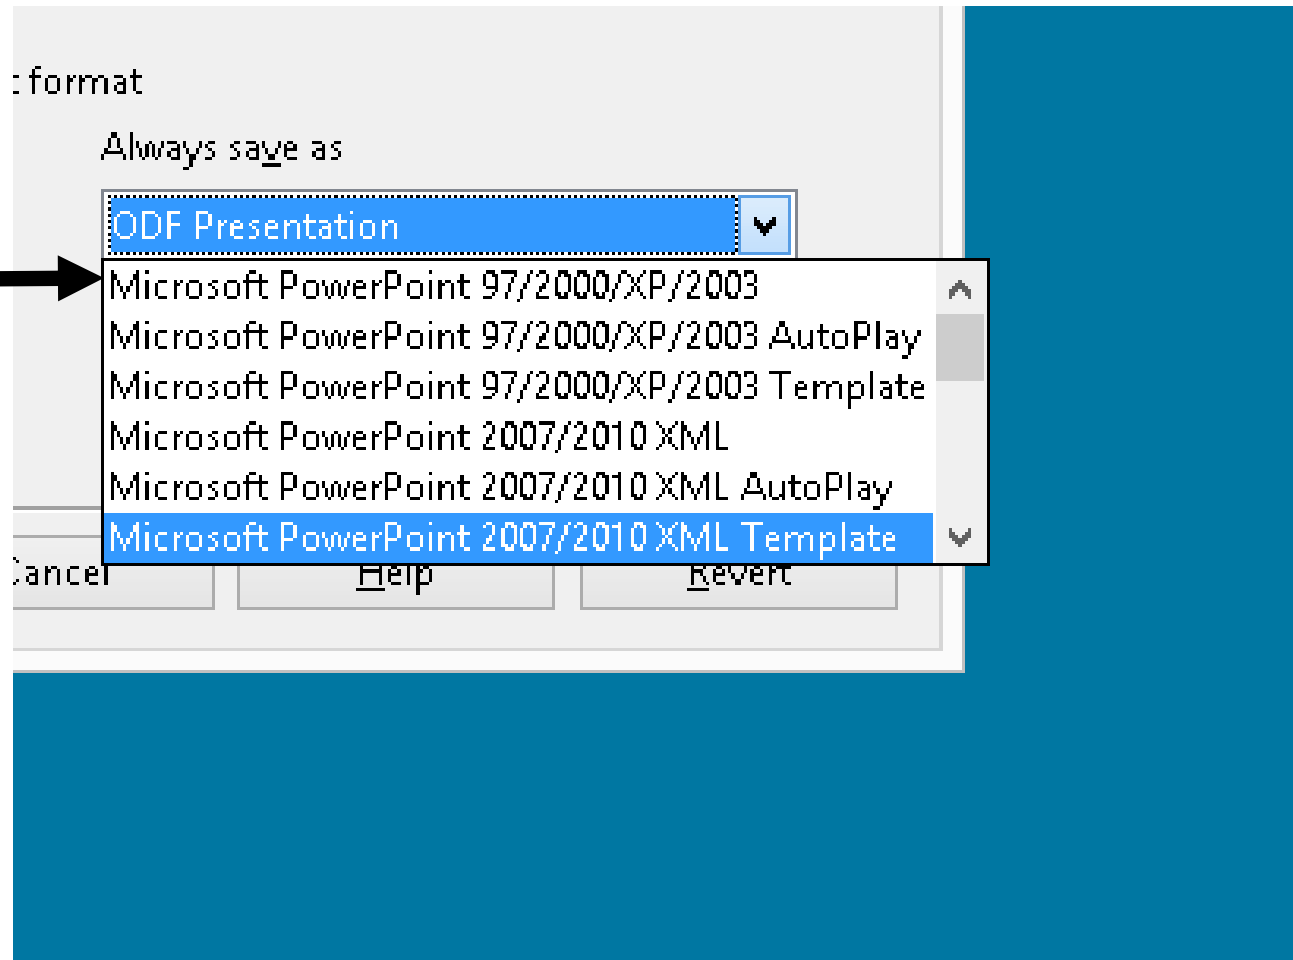 format
Always save as
ODF Presentation
Microsoft PowerPoint 97/2000/XP/2003
Microsoft PowerPoint 97/2000/XP/2003 AutoPlay
Microsoft PowerPoint 97/2000/XP/2003 Template
Microsoft PowerPoint 2007/2010 XML
Microsoft PowerPoint 2007/2010 XML AutoPlay
Microsoft PowerPoint 2007/2010 XML Template
Cancel Help Revert